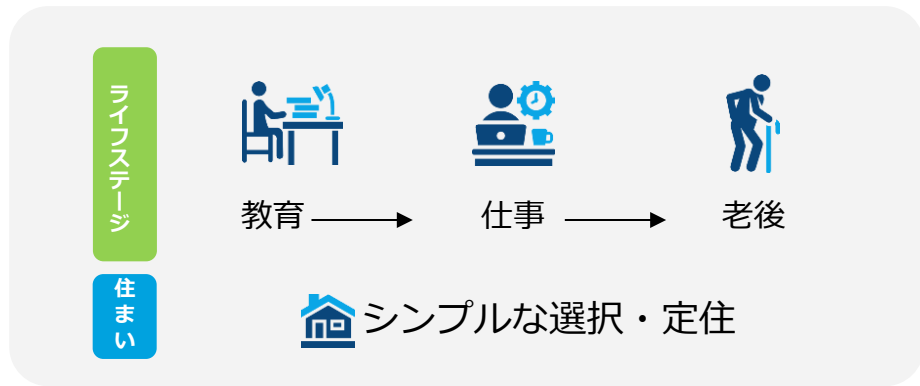 ライフステージ
教育
仕事
老後
住まい
シンプルな選択・定住